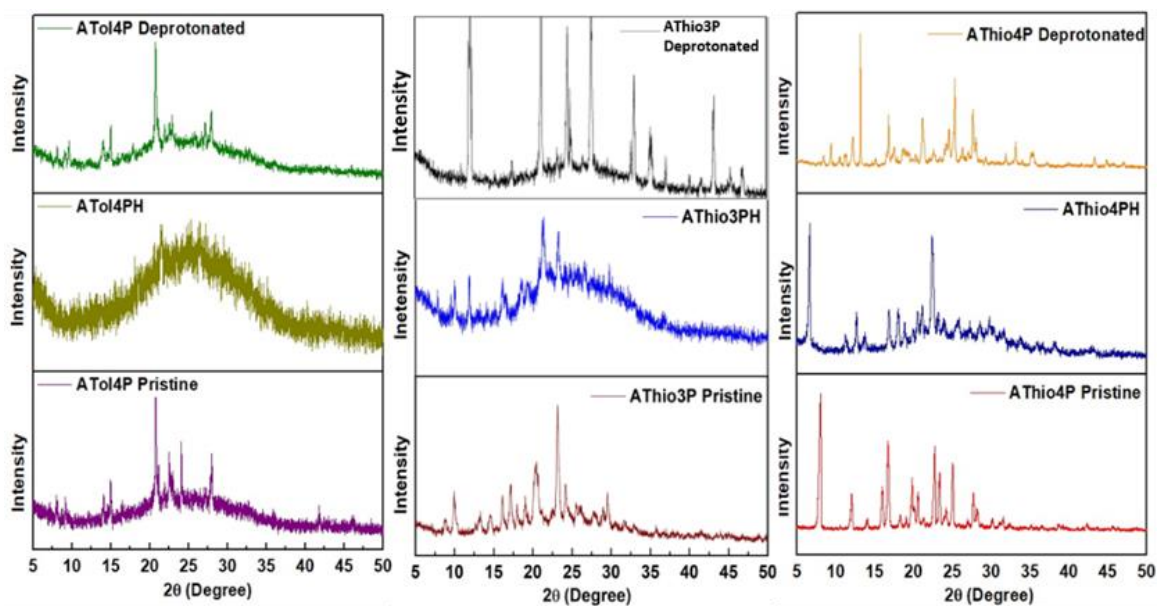 ATol4P Deprotonated
Intensity
ATol4PH
Intensity
ATol4P Pristine
Intensity
5 10 15 20 25 30 35 40 45 50
2θ (Degree)
AThio3P
Deprotonated
Intensity
AThio3PH
Inetensity
AThio3P Pristine
Intensity
5 10 15 20 25 30 35 40 45 50
2θ (Degree)
AThio4P Deprotonated
Intensity
AThio4PH
Intensity
AThio4P Pristine
Intensity
5 10 15 20 25 30 35 40 45 50
2θ (Degree)